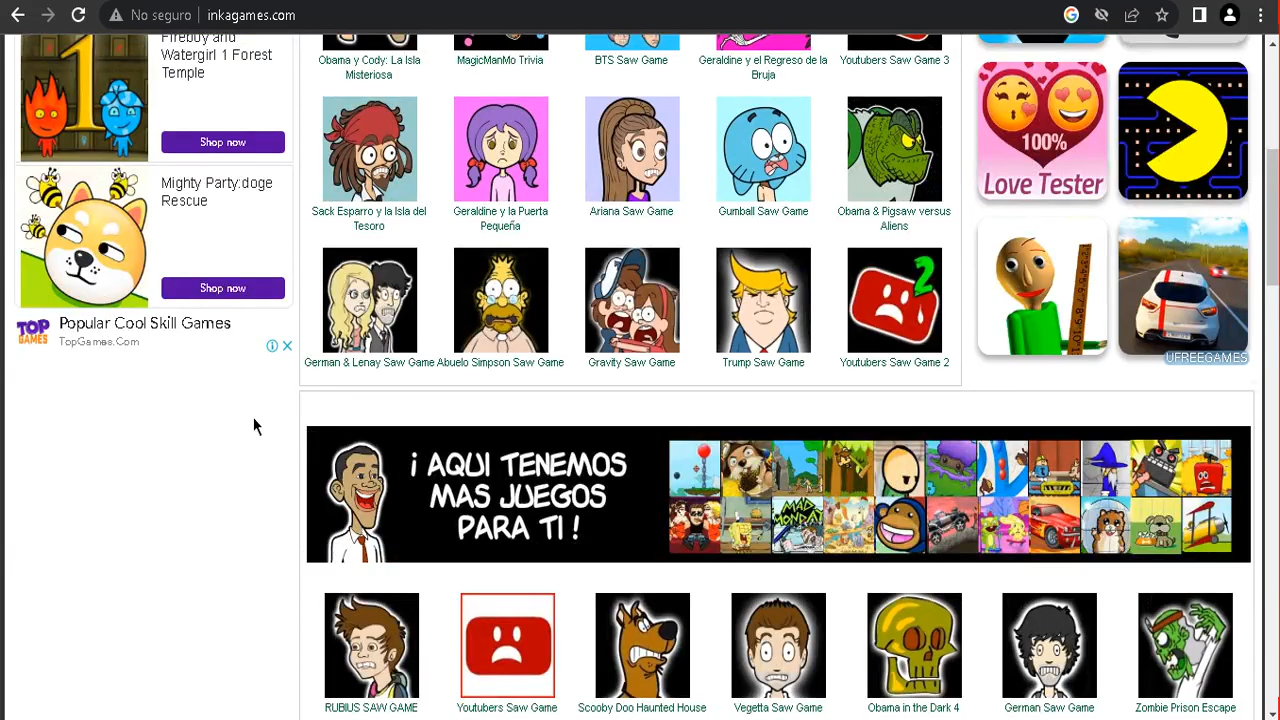 No seguro
inkagames.com
Fireboy and
Watergirl 1 Forest
Temple
1
Shop now
Mighty Party:doge
Rescue
Shop now
TOP
GAMES
Popular Cool Skill Games
TopGames.Com
Obama y Cody: La Isla
Misteriosa
MagicManMo Trivia
BTS Saw Game
Geraldine y el Regreso de la
Bruja
Youtubers Saw Game 3
Sack Esparro y la Isla del
Tesoro
Geraldine y la Puerta
Pequeña
Ariana Saw Game
Gumball Saw Game
Obama & Pigsaw versus
Aliens
2
German & Lenay Saw Game
Abuelo Simpson Saw Game
Gravity Saw Game
Trump Saw Game
Youtubers Saw Game 2
100%
Love Tester
UFREEGAMES
¡ AQUI TENEMOS
MAS JUEGOS
PARA TI !
MAD
MONDAY
RUBIUS SAW GAME
Youtubers Saw Game
Scooby Doo Haunted House
Vegetta Saw Game
Obama in the Dark 4
German Saw Game
Zombie Prison Escape